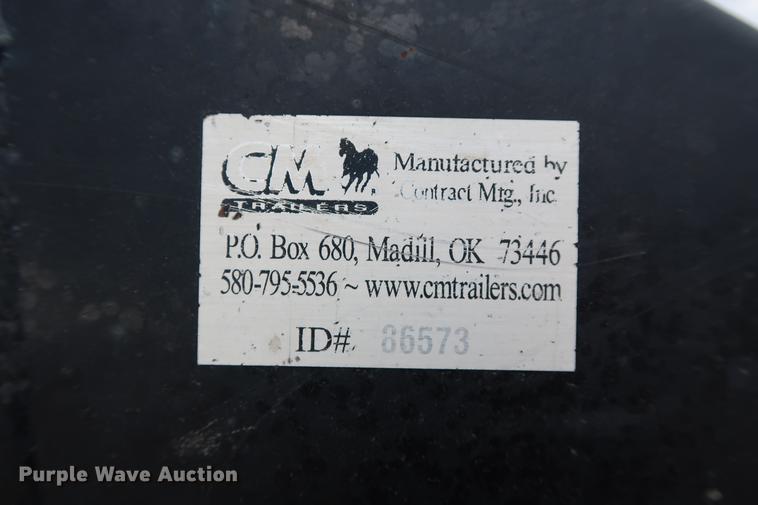 CM
TRAILERS
Manufactured by
Contract Mfg., Inc.
P.O. Box 680, Madill, OK 73446
580-795-5536 ~ www.cmtrailers.com
ID# 86573
Purple Wave Auction